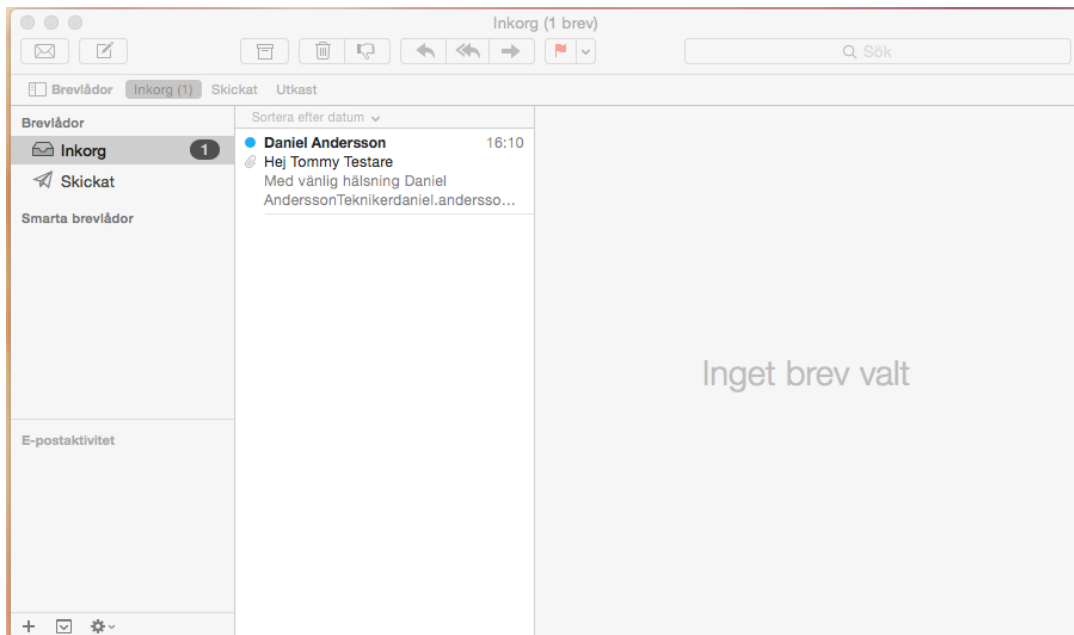 Inkorg (1 brev)
Sök
Brevlådor Inkorg (1) Skickat Utkast
Brevlådor
Inkorg 1
Skickat
Smarta brevlådor
E-postaktivitet
Sortera efter datum
Daniel Andersson 16:10
Hej Tommy Testare
Med vänlig hälsning Daniel
AnderssonTeknikerdaniel.andersso...
Inget brev valt